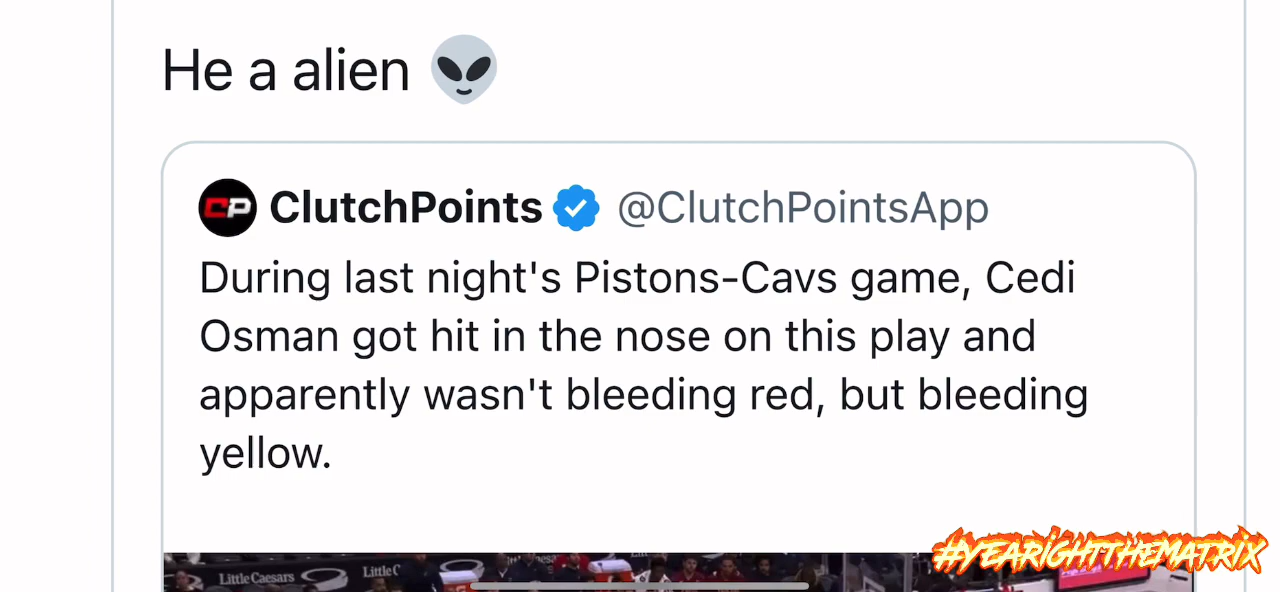 He a alien 👽
CP ClutchPoints @ClutchPointsApp
During last night's Pistons-Cavs game, Cedi
Osman got hit in the nose on this play and
apparently wasn't bleeding red, but bleeding
yellow.
#YEARIGHTTHEMATRIX
Little Caesars
Little C